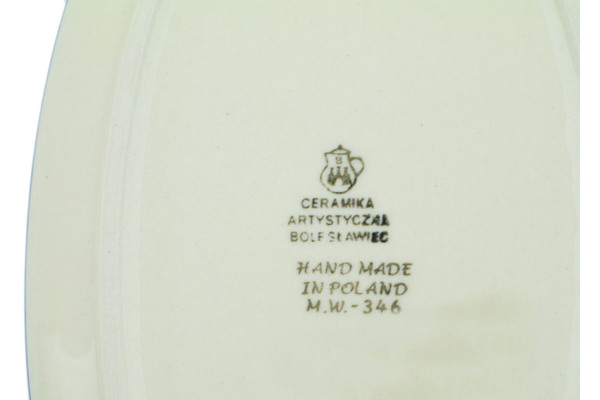 B
CERAMIKA
ARTYSTYCZNA
BOLESŁAWIEC
HAND MADE
IN POLAND
M.W.-346